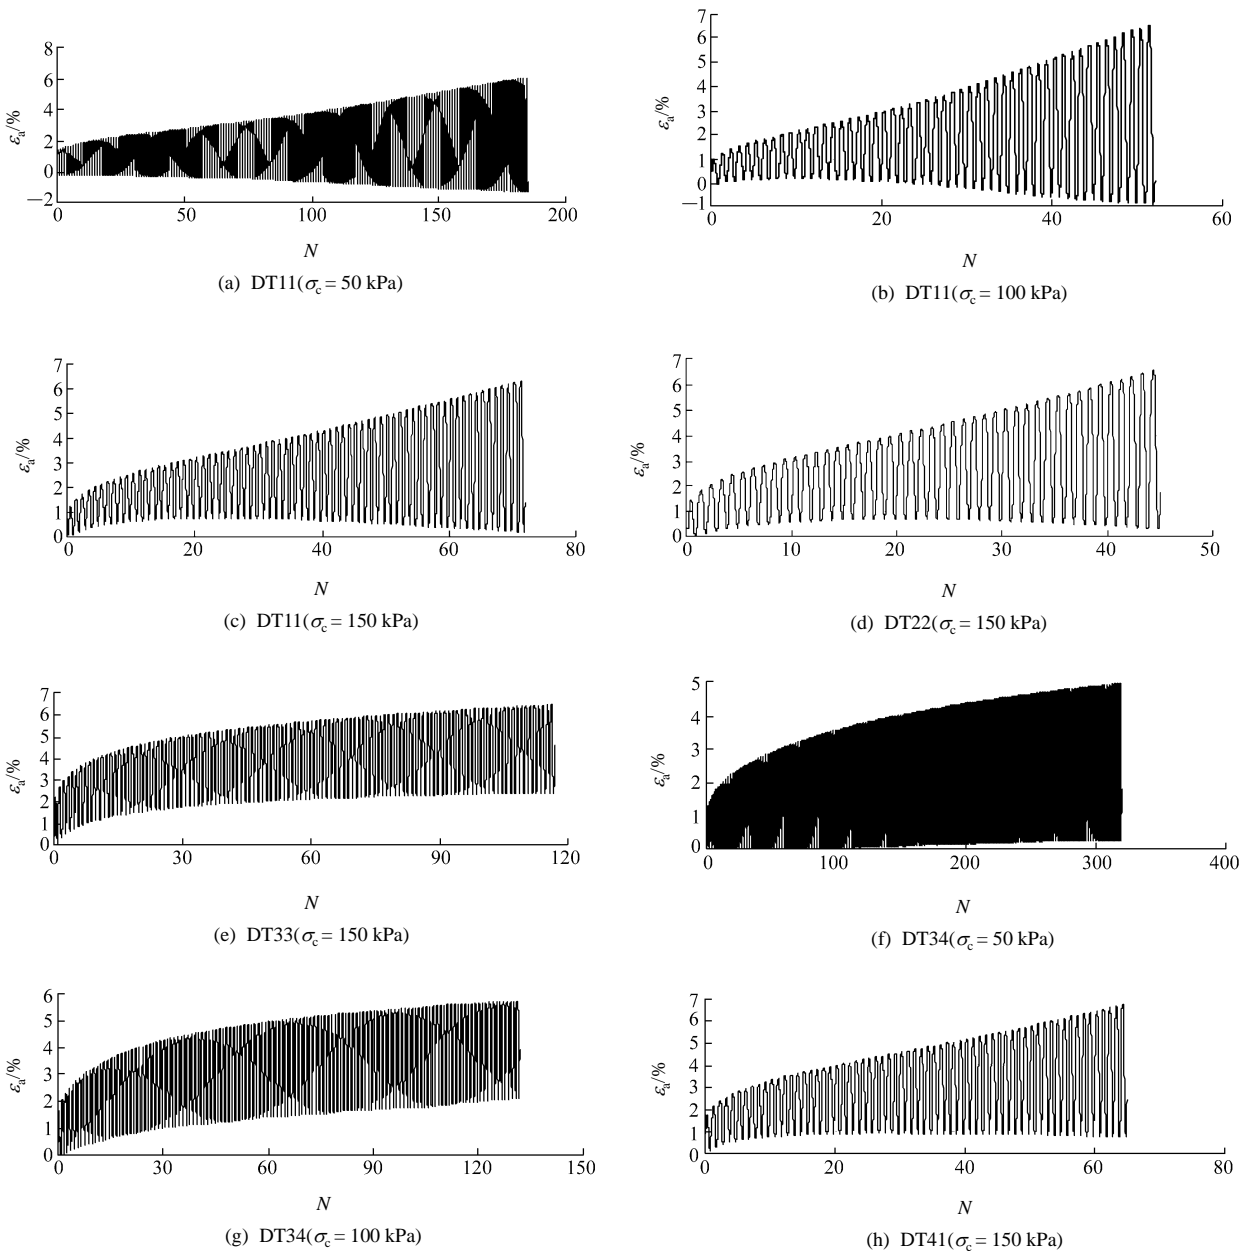 8
6
4
2
0
—2
εa/%
0 50 100 150 200
N
(a) DT11(σc = 50 kPa)
7
6
5
4
3
2
1
0
—1
εa/%
0 20 40 60
N
(b) DT11(σc = 100 kPa)
7
6
5
4
3
2
1
0
εa/%
0 20 40 60 80
N
(c) DT11(σc = 150 kPa)
7
6
5
4
3
2
1
0
εa/%
0 10 20 30 40 50
N
(d) DT22(σc = 150 kPa)
7
6
5
4
3
2
1
0
εa/%
0 30 60 90 120
N
(e) DT33(σc = 150 kPa)
5
4
3
2
1
0
εa/%
0 100 200 300 400
N
(f) DT34(σc = 50 kPa)
6
5
4
3
2
1
0
εa/%
0 30 60 90 120 150
N
(g) DT34(σc = 100 kPa)
7
6
5
4
3
2
1
0
εa/%
0 20 40 60 80
N
(h) DT41(σc = 150 kPa)